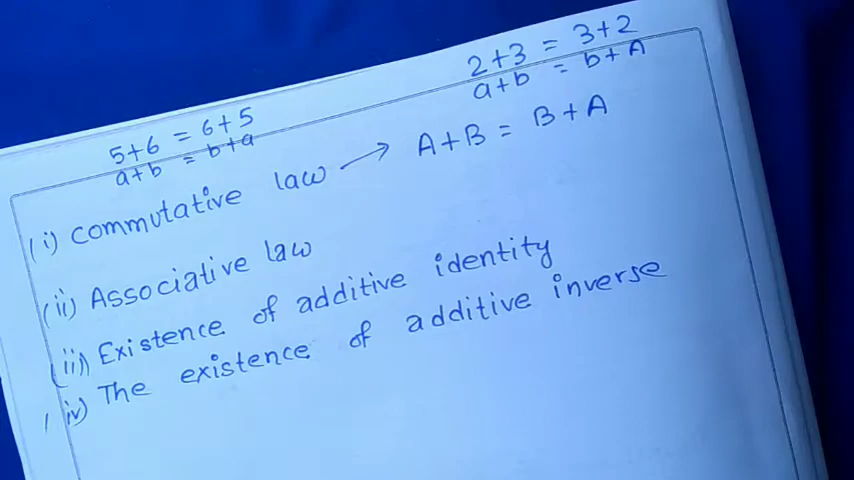 2+3 = 3+2
a+b = b+A
5+6 = 6+5
a+b = b+a
(i) Commutative law → A+B = B+A
(ii) Associative law
(ii) Existence of additive identity
(iv) The existence of additive inverse